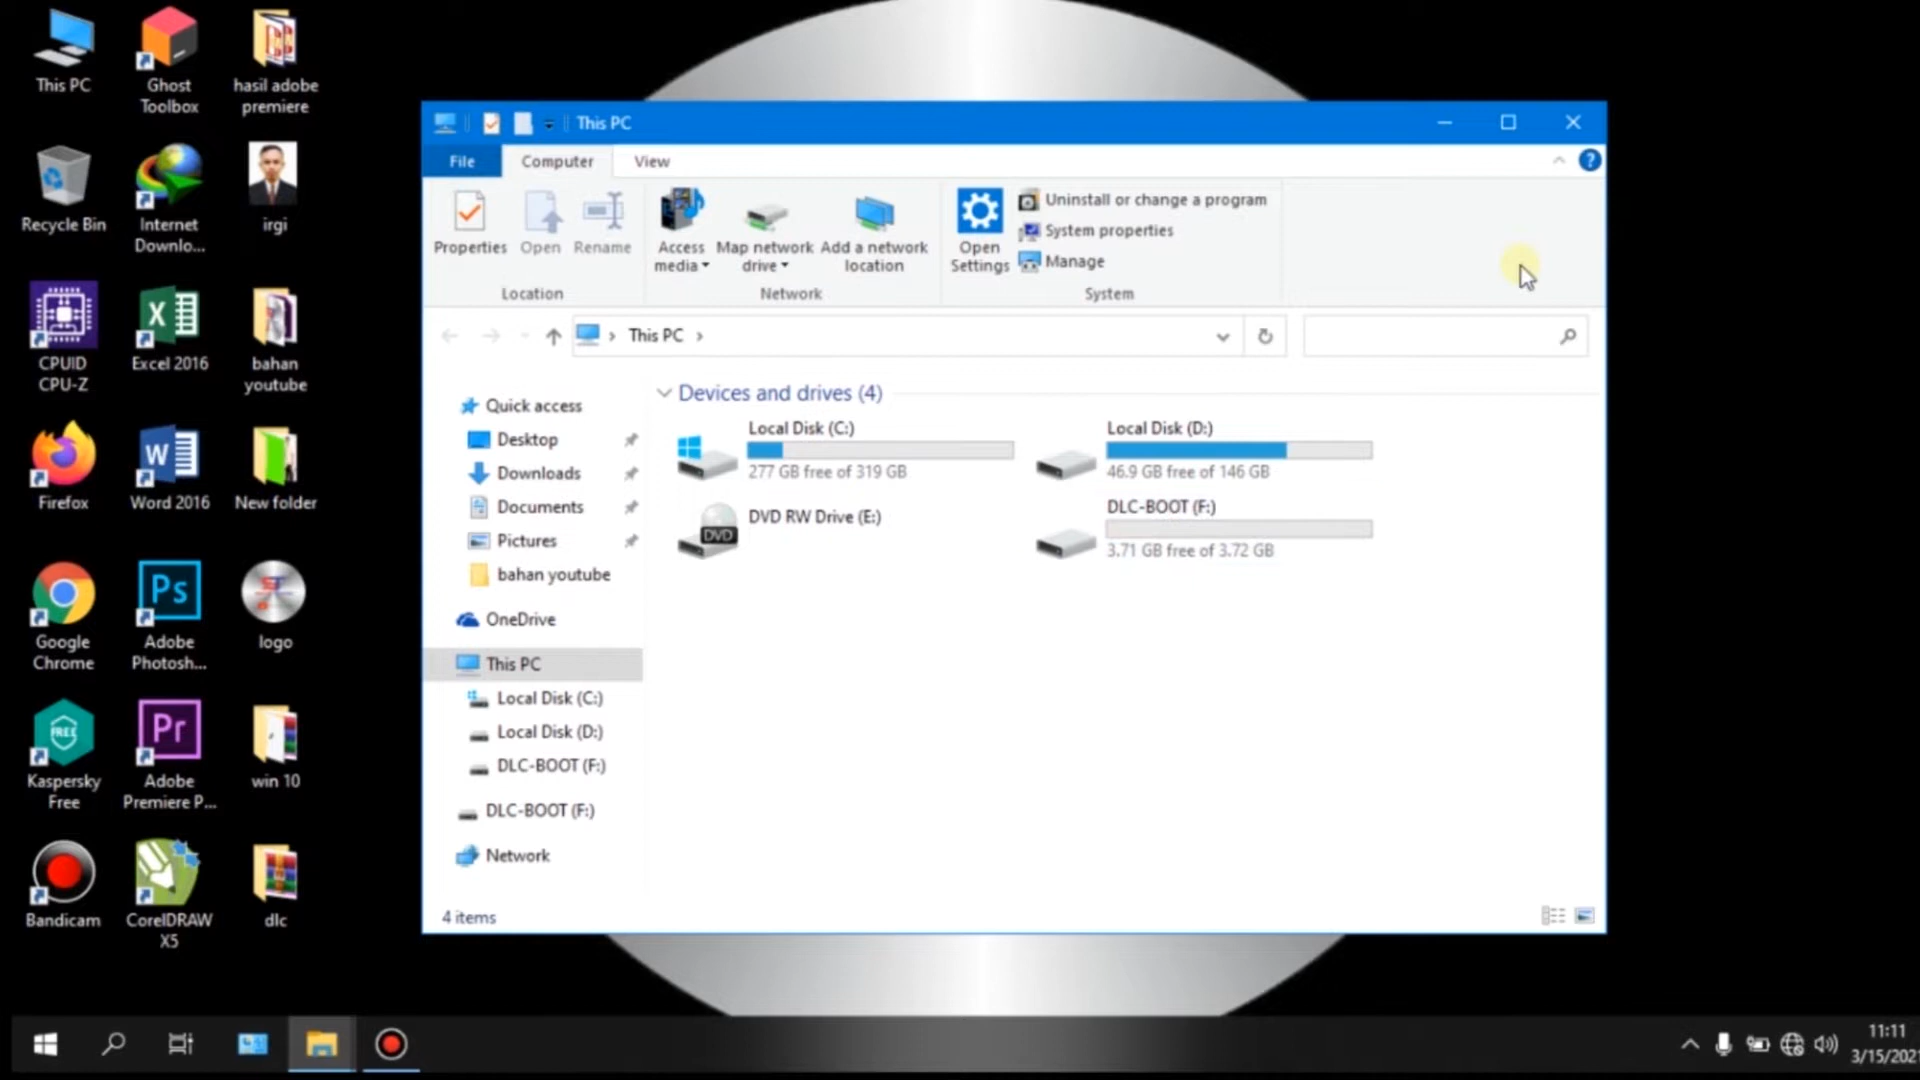 This PC
Ghost
Toolbox
hasil adobe
premiere
Recycle Bin
Internet
Downlo...
irgi
CPUID
CPU-Z
Excel 2016
bahan
youtube
Firefox
Word 2016
New folder
Google
Chrome
Ps
Adobe
Photosh...
logo
FREE
Kaspersky
Free
Pr
Adobe
Premiere P...
win 10
Bandicam
CorelDRAW
X5
dlc
This PC
File
Computer
View
Properties
Open
Rename
Location
Access
media
Map network
drive
Add a network
location
Network
Open
Settings
Uninstall or change a program
System properties
Manage
System
This PC
Quick access
Desktop
Downloads
Documents
Pictures
bahan youtube
OneDrive
This PC
Local Disk (C:)
Local Disk (D:)
DLC-BOOT (F:)
DLC-BOOT (F:)
Network
Devices and drives (4)
Local Disk (C:)
277 GB free of 319 GB
Local Disk (D:)
46.9 GB free of 146 GB
DVD
DVD RW Drive (E:)
DLC-BOOT (F:)
3.71 GB free of 3.72 GB
4 items
11:11
3/15/2021